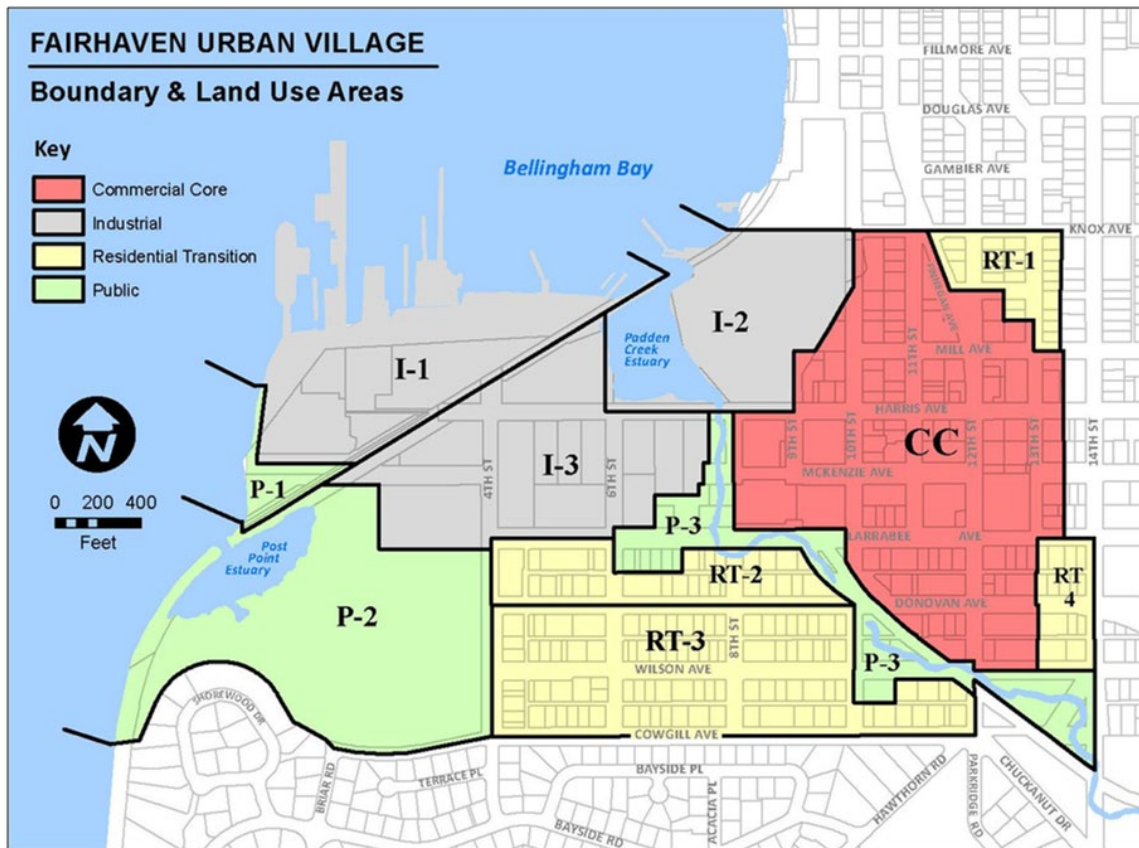 FAIRHAVEN URBAN VILLAGE
Boundary & Land Use Areas
Key
Commercial Core
Industrial
Residential Transition
Public
Bellingham Bay
FILLMORE AVE
DOUGLAS AVE
GAMBIER AVE
KNOX AVE
RT-1
FINNEGAN AVE
I-2
Padden
Creek
Estuary
11TH ST
MILL AVE
I-1
HARRIS AVE
CC
9TH ST
10TH ST
12TH ST
13TH ST
14TH ST
N
0 200 400
Feet
I-3
4TH ST
6TH ST
MCKENZIE AVE
P-1
P-3
LARRABEE AVE
Post
Point
Estuary
RT-2
RT
4
DONOVAN AVE
P-2
RT-3
8TH ST
P-3
WILSON AVE
SHOREWOOD DR
COWGILL AVE
BRIAR RD
TERRACE PL
BAYSIDE PL
ACACIA PL
BAYSIDE RD
HAWTHORN RD
PARKRIDGE RD
CHUCKANUT DR